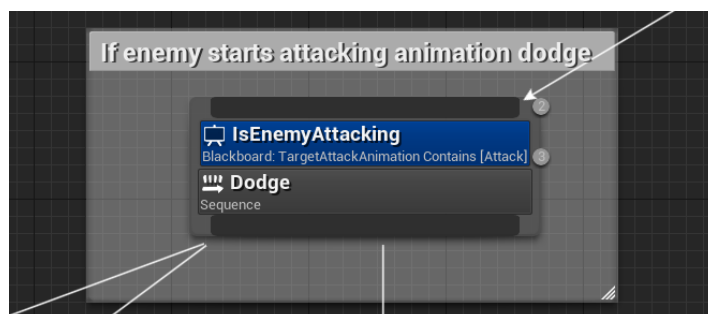 If enemy starts attacking animation dodge
2
IsEnemyAttacking
Blackboard: TargetAttackAnimation Contains [Attack]
3
Dodge
Sequence